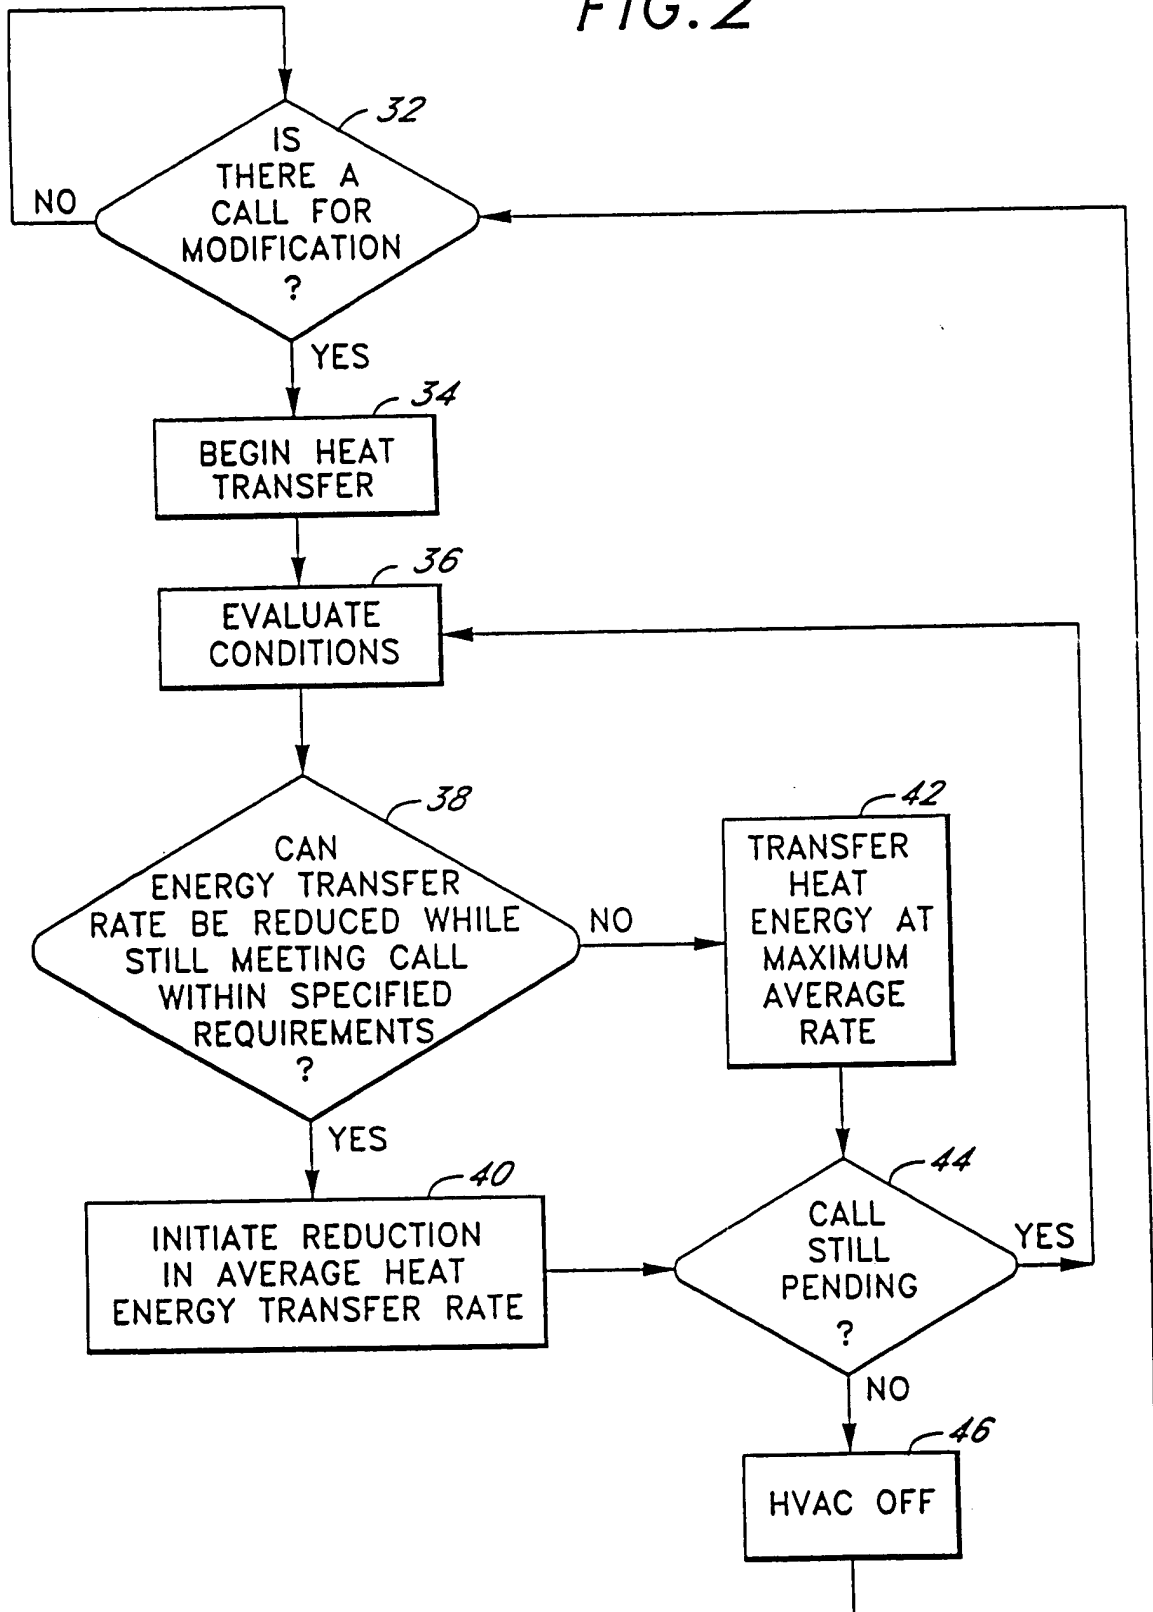 FIG. 2
32
IS
THERE A
CALL FOR
MODIFICATION
?
NO
YES
34
BEGIN HEAT
TRANSFER
36
EVALUATE
CONDITIONS
38
CAN
ENERGY TRANSFER
RATE BE REDUCED WHILE
STILL MEETING CALL
WITHIN SPECIFIED
REQUIREMENTS
?
NO
YES
42
TRANSFER
HEAT
ENERGY AT
MAXIMUM
AVERAGE
RATE
40
INITIATE REDUCTION
IN AVERAGE HEAT
ENERGY TRANSFER RATE
44
CALL
STILL
PENDING
?
YES
NO
46
HVAC OFF